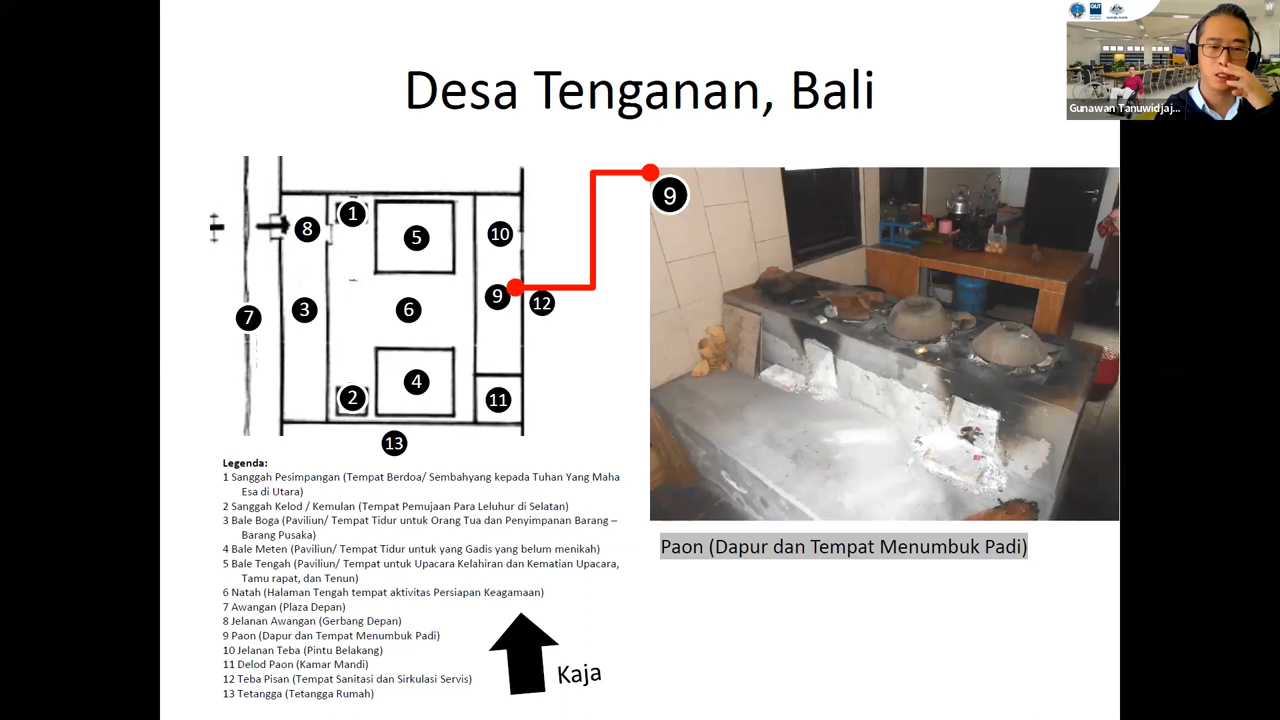 QUT
Gunawan Tanuwidjaj...
Desa Tenganan, Bali
1
5
8
10
9
9
12
7
3
6
4
2
11
13
Legenda:
1 Sanggah Pesimpangan (Tempat Berdoa/ Sembahyang kepada Tuhan Yang Maha
Esa di Utara)
2 Sanggah Kelod / Kemulan (Tempat Pemujaan Para Leluhur di Selatan)
3 Bale Boga (Paviliun/ Tempat Tidur untuk Orang Tua dan Penyimpanan Barang –
Barang Pusaka)
4 Bale Meten (Paviliun/ Tempat Tidur untuk yang Gadis yang belum menikah)
5 Bale Tengah (Paviliun/ Tempat untuk Upacara Kelahiran dan Kematian Upacara,
Tamu rapat, dan Tenun)
6 Natah (Halaman Tengah tempat aktivitas Persiapan Keagamaan)
7 Awangan (Plaza Depan)
8 Jelanan Awangan (Gerbang Depan)
9 Paon (Dapur dan Tempat Menumbuk Padi)
10 Jelanan Teba (Pintu Belakang)
11 Delod Paon (Kamar Mandi)
12 Teba Pisan (Tempat Sanitasi dan Sirkulasi Servis)
13 Tetangga (Tetangga Rumah)
Kaja
Paon (Dapur dan Tempat Menumbuk Padi)